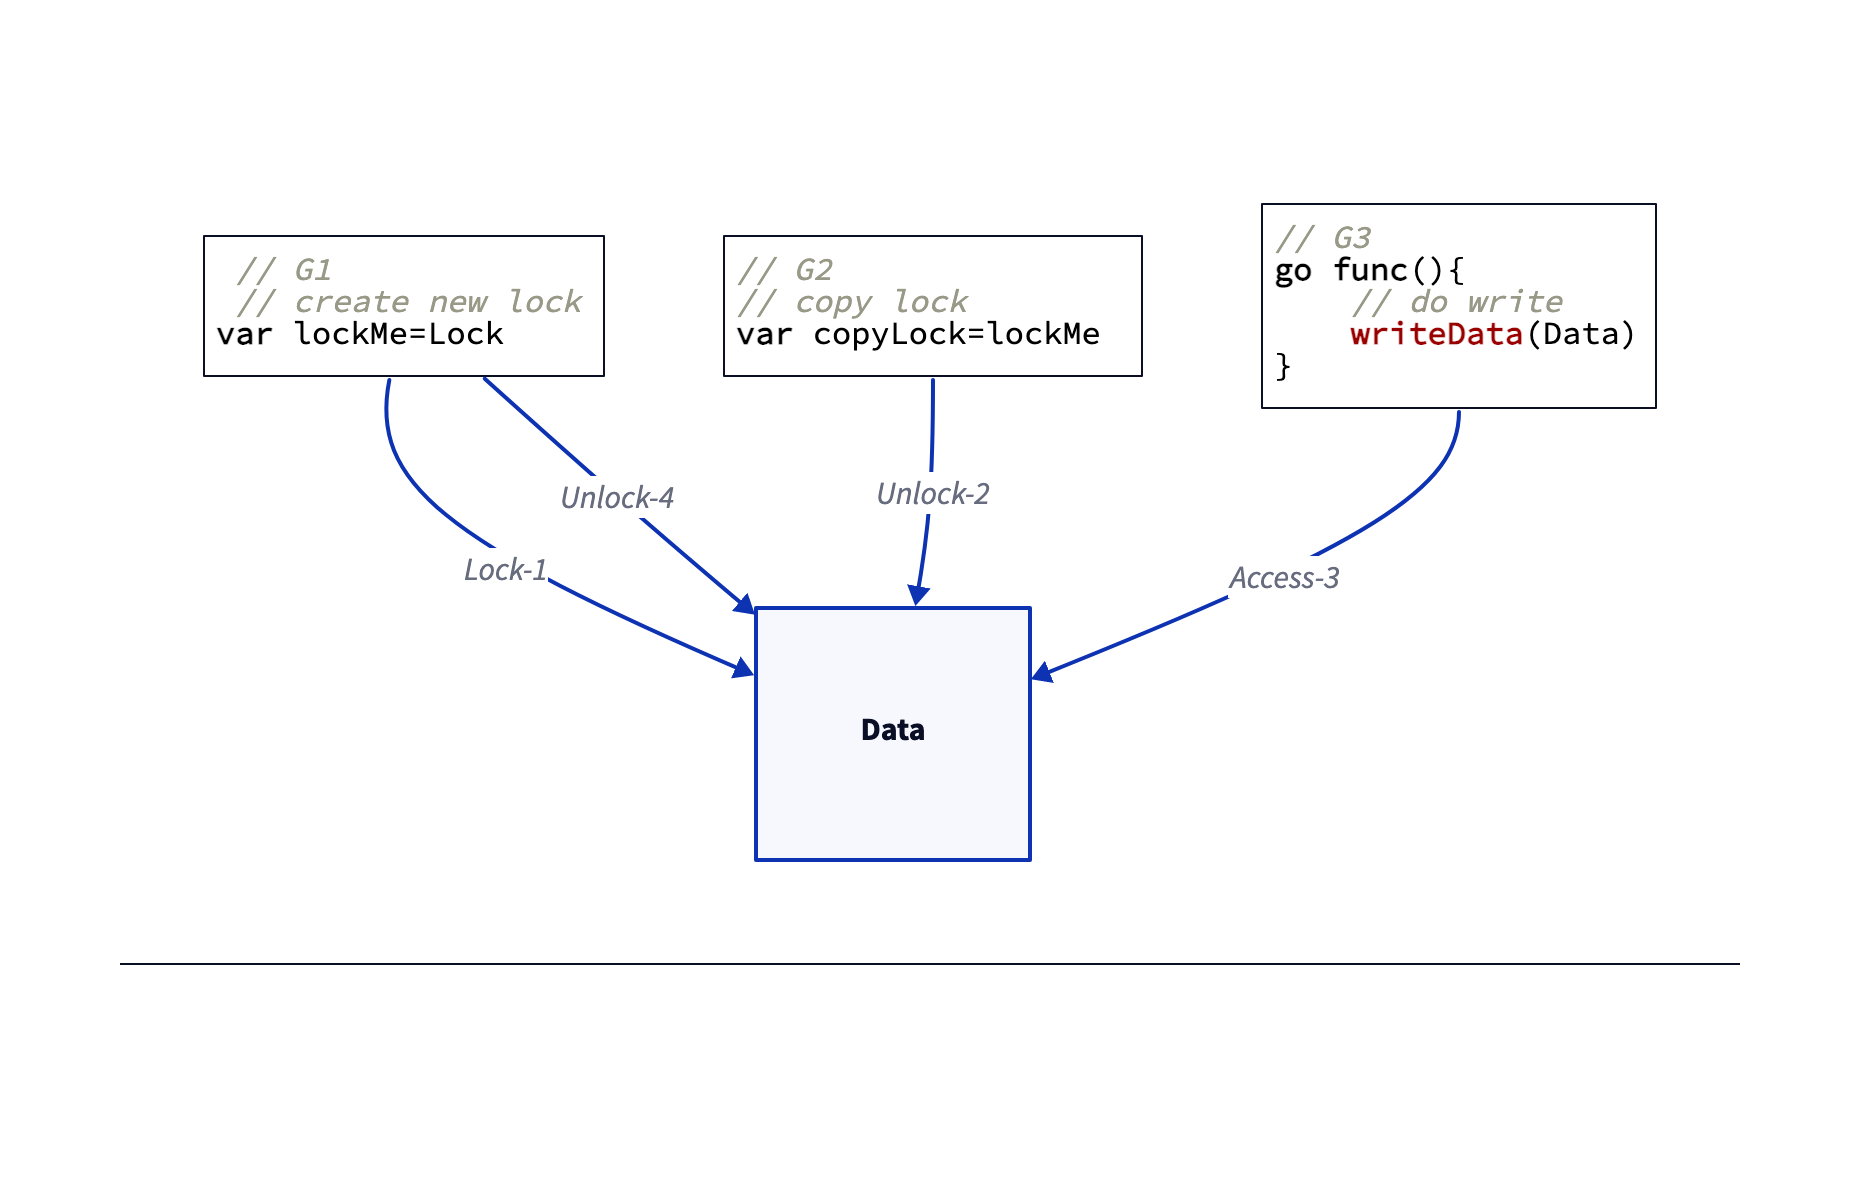 // G1
// create new lock
var lockMe=Lock
// G2
// copy lock
var copyLock=lockMe
// G3
go func(){
// do write
writeData(Data)
}
Unlock-4
Unlock-2
Lock-1
Access-3
Data